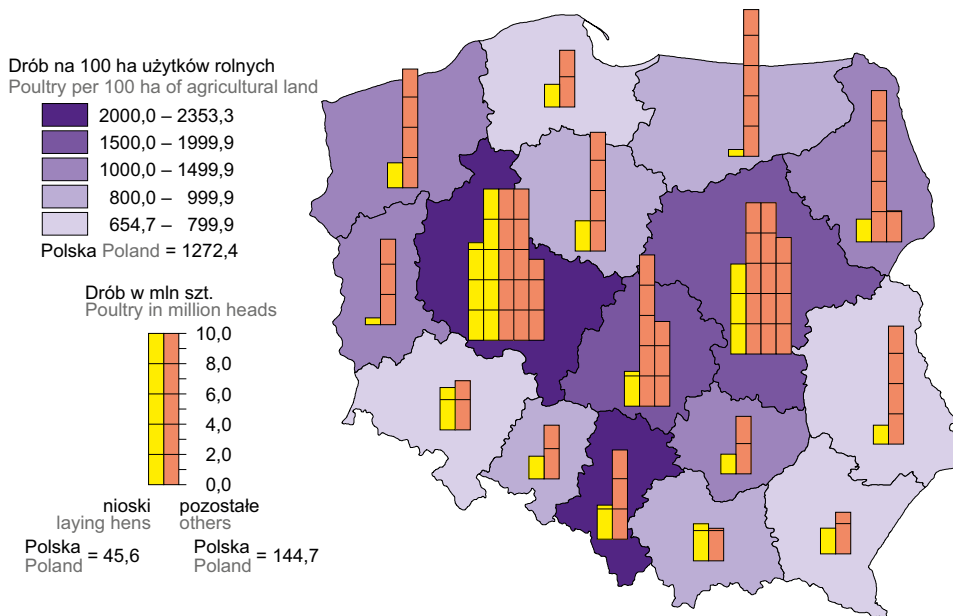 Drób na 100 ha użytków rolnych
Poultry per 100 ha of agricultural land
2000,0 – 2353,3
1500,0 – 1999,9
1000,0 – 1499,9
800,0 – 999,9
654,7 – 799,9
Polska Poland = 1272,4
Drób w mln szt.
Poultry in million heads
10,0
8,0
6,0
4,0
2,0
0,0
nioski pozostałe
laying hens others
Polska Poland = 45,6
Polska Poland = 144,7